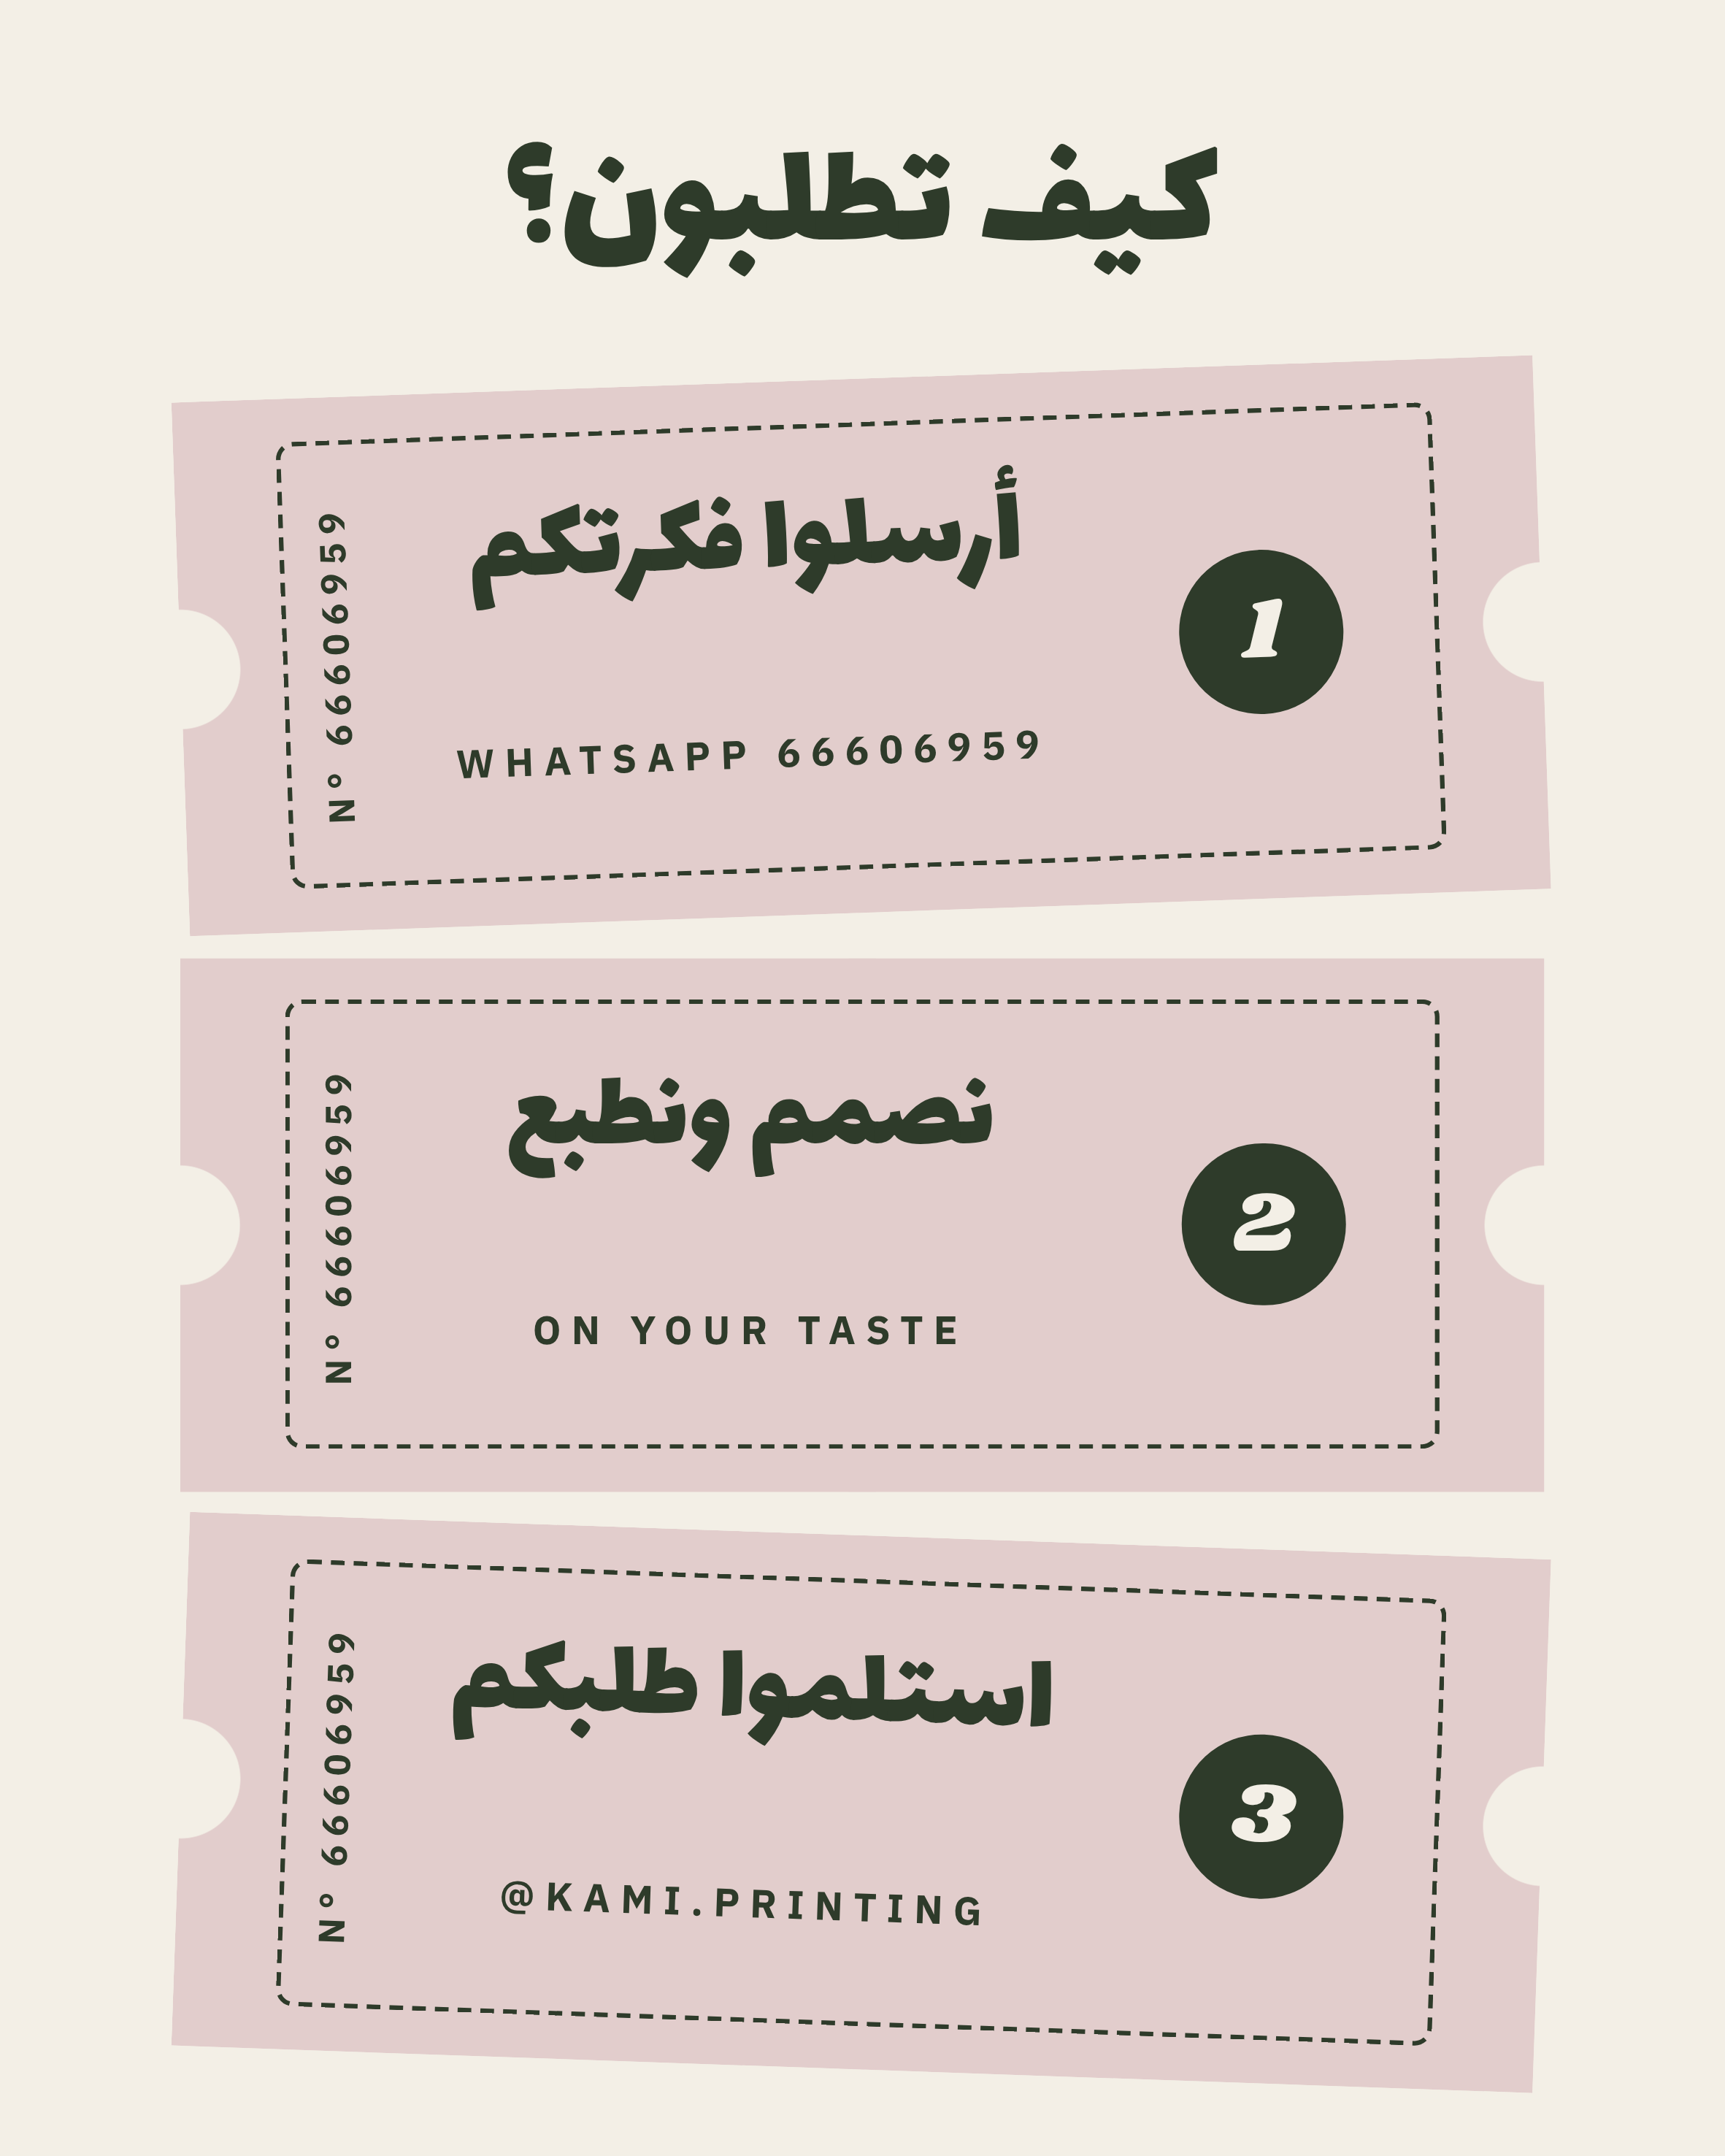 كيف تطلبون؟
أرسلوا فكرتكم
1
WHATSAPP 66606959
N° 66606959
نصمم ونطبع
2
ON YOUR TASTE
N° 66606959
استلموا طلبكم
3
@KAMI.PRINTING
N° 66606959